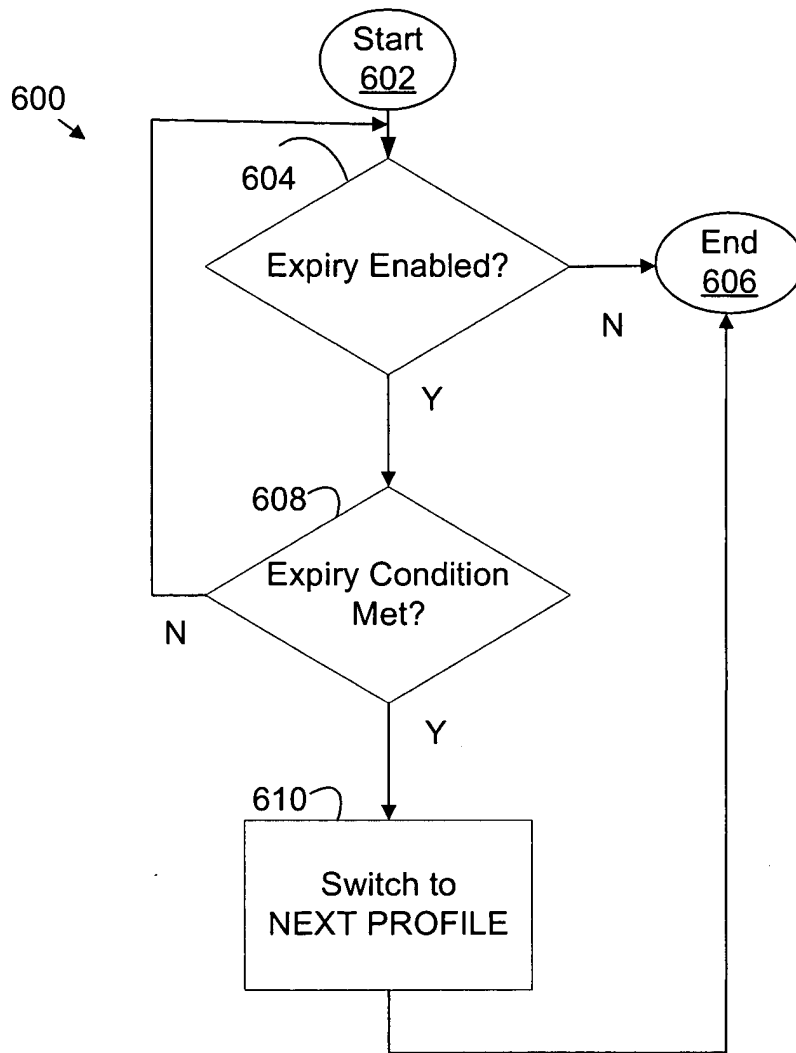 Start
602
600
604
Expiry Enabled?
End
606
N
Y
608
Expiry Condition
Met?
N
Y
610
Switch to
NEXT PROFILE